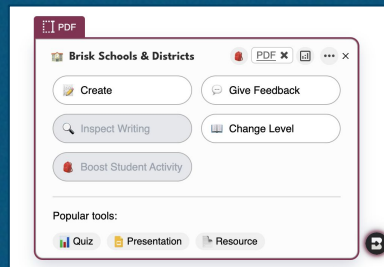 PDF
Brisk Schools & Districts PDF
Create
Give Feedback
Inspect Writing
Change Level
Boost Student Activity
Popular tools:
Quiz Presentation Resource